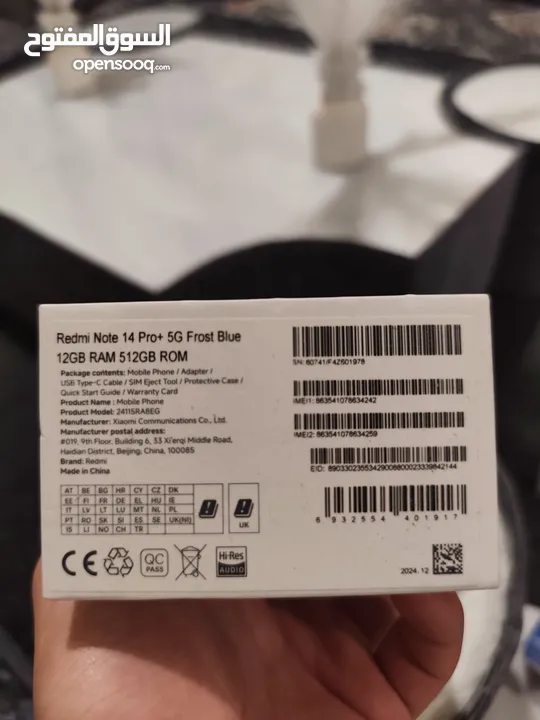 السوق المفتوح
opensooq.com
Redmi Note 14 Pro+ 5G Frost Blue
12GB RAM 512GB ROM
Package contents: Mobile Phone / Adapter /
USB Type-C Cable / SIM Eject Tool / Protective Case /
Quick Start Guide / Warranty Card
Product Name : Mobile Phone
Product Model: 24115RA8EG
Manufacturer: Xiaomi Communications Co., Ltd.
Manufacturer postal address:
#019, 9th Floor, Building 6, 33 Xi'erqi Middle Road,
Haidian District, Beijing, China, 100085
Brand: Redmi
Made in China
AT BE BG HR CY CZ DK
EE FI FR DE EL HU IE
IT LV LT LU MT NL PL
PT RO SK SI ES SE UK(NI)
IS LI NO CH TR
UK
CE
QC
PASS
Hi-Res
AUDIO
SN: 60741/F4Z601978
IMEI1: 863541078634242
IMEI2: 863541078634259
EID: 89033023553429008800023339842144
6 932554 401917
2024.12